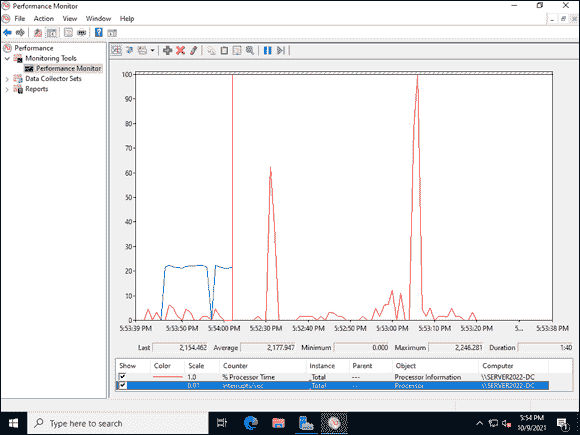 Performance Monitor
File Action View Window Help
Performance
Monitoring Tools
Performance Monitor
Data Collector Sets
Reports
100
90
80
70
60
50
40
30
20
10
0
5:53:39 PM 5:53:50 PM 5:54:00 PM 5:52:30 PM 5:52:40 PM 5:52:50 PM 5:53:00 PM 5:53:10 PM 5:53:20 PM 5... 5:53:38 PM
Last 2,154.462 Average 2,177.947 Minimum 0.000 Maximum 2,246.281 Duration 1:40
Show Color Scale Instance Parent Object Computer
1.0 % Processor Time _Total --- Processor Information \\SERVER2022-DC
0.01 Interrupts/sec _Total --- Processor \\SERVER2022-DC
Type here to search
5:54 PM
10/9/2021